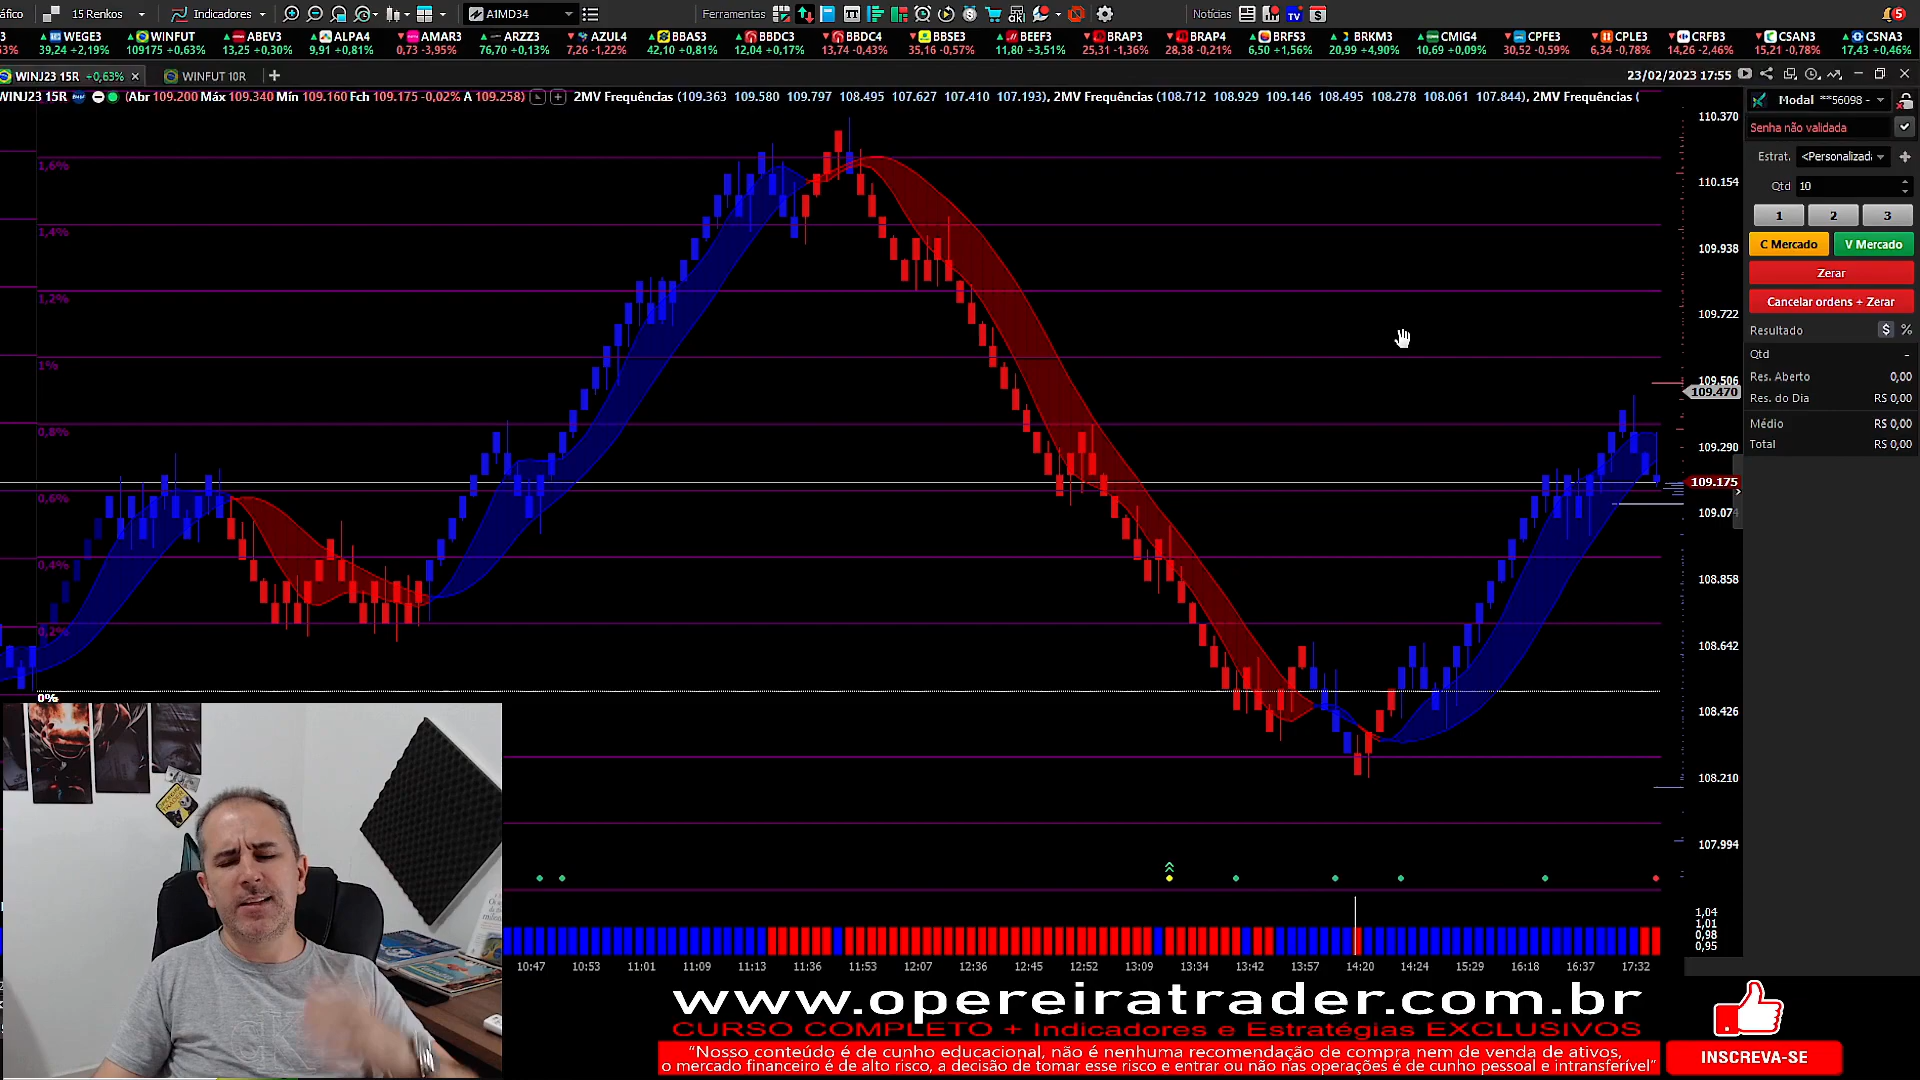 áfico 15 Renkos Indicadores A1MD34 Ferramentas TV Notícias TV $ 5
3 WEGE3 WINFUT ABEV3 ALPA4 AMAR3 ARZZ3 AZUL4 BBAS3 BBDC3 BBDC4 BBSE3 BEEF3 BRAP3 BRAP4 BRFS3 BRKM3 CMIG4 CPFE3 CPLE3 CRFB3 CSAN3 CSNA3
53% 39,24 +2,19% 109175 +0,63% 13,25 +0,30% 9,91 +0,81% 0,73 -3,95% 76,70 +0,13% 7,26 -1,22% 42,10 +0,81% 12,04 +0,17% 13,74 -0,43% 35,16 -0,57% 11,80 +3,51% 25,31 -1,36% 28,38 -0,21% 6,50 +1,56% 20,99 +4,90% 10,69 +0,09% 30,52 -0,59% 6,34 -0,78% 14,26 -2,46% 15,21 -0,78% 17,43 +0,46%
WINJ23 15R +0,63% WINFUT 10R 23/02/2023 17:55
WINJ23 15R (Abr 109.200 Máx 109.340 Mín 109.160 Fch 109.175 -0,02% A 109.258) 2MV Frequências (109.363 109.580 109.797 108.495 107.627 107.410 107.193), 2MV Frequências (108.712 108.929 109.146 108.495 108.278 108.061 107.844), 2MV Frequências (
1,6%
1,4%
1,2%
1%
0,8%
0,6%
0,4%
0,2%
0%
110.370
110.154
109.938
109.722
109.506
109.470
109.290
109.175
109.074
108.858
108.642
108.426
108.210
107.994
1,04
1,01
0,98
0,95
10:47 10:53 11:01 11:09 11:13 11:36 11:53 12:07 12:36 12:45 12:52 13:09 13:34 13:42 13:57 14:20 14:24 15:29 16:18 16:37 17:32
Modal **56098 -
Senha não validada
Estrat. <Personalizad
Qtd 10
1 2 3
C Mercado V Mercado
Zerar
Cancelar ordens + Zerar
Resultado $ %
Qtd -
Res. Aberto 0,00
Res. do Dia R$ 0,00
Médio R$ 0,00
Total R$ 0,00
www.opereiratrader.com.br
CURSO COMPLETO + Indicadores e Estratégias EXCLUSIVOS
"Nosso conteúdo é de cunho educacional, não é nenhuma recomendação de compra nem de venda de ativos,
o mercado financeiro é de alto risco, a decisão de tomar esse risco e entrar ou não nas operações é de cunho pessoal e intransferível"
INSCREVA-SE